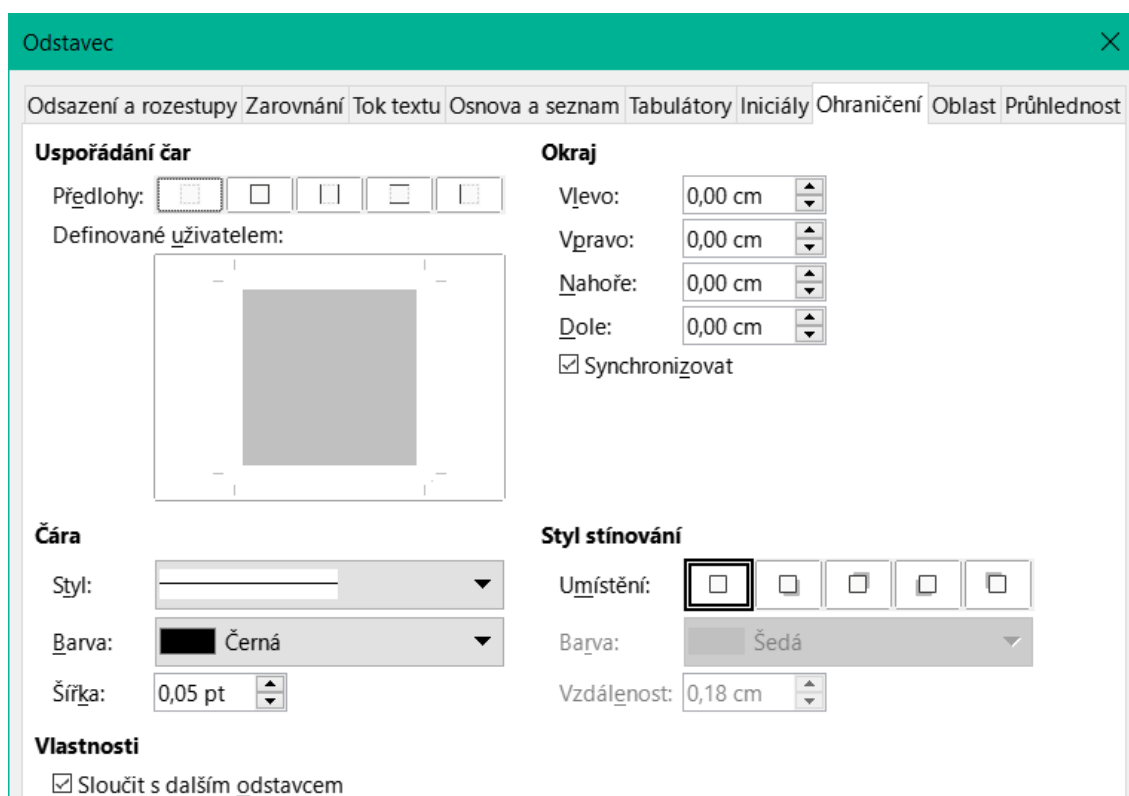 Odstavec
Odsazení a rozestupy Zarovnání Tok textu Osnova a seznam Tabulátory Iniciály Ohraničení Oblast Průhlednost
Uspořádání čar
Předlohy:
Definované uživatelem:
Okraj
Vlevo: 0,00 cm
Vpravo: 0,00 cm
Nahoře: 0,00 cm
Dole: 0,00 cm
Synchronizovat
Čára
Styl:
Barva: Černá
Šířka: 0,05 pt
Styl stínování
Umístění:
Barva: Šedá
Vzdálenost: 0,18 cm
Vlastnosti
Sloučit s dalším odstavcem